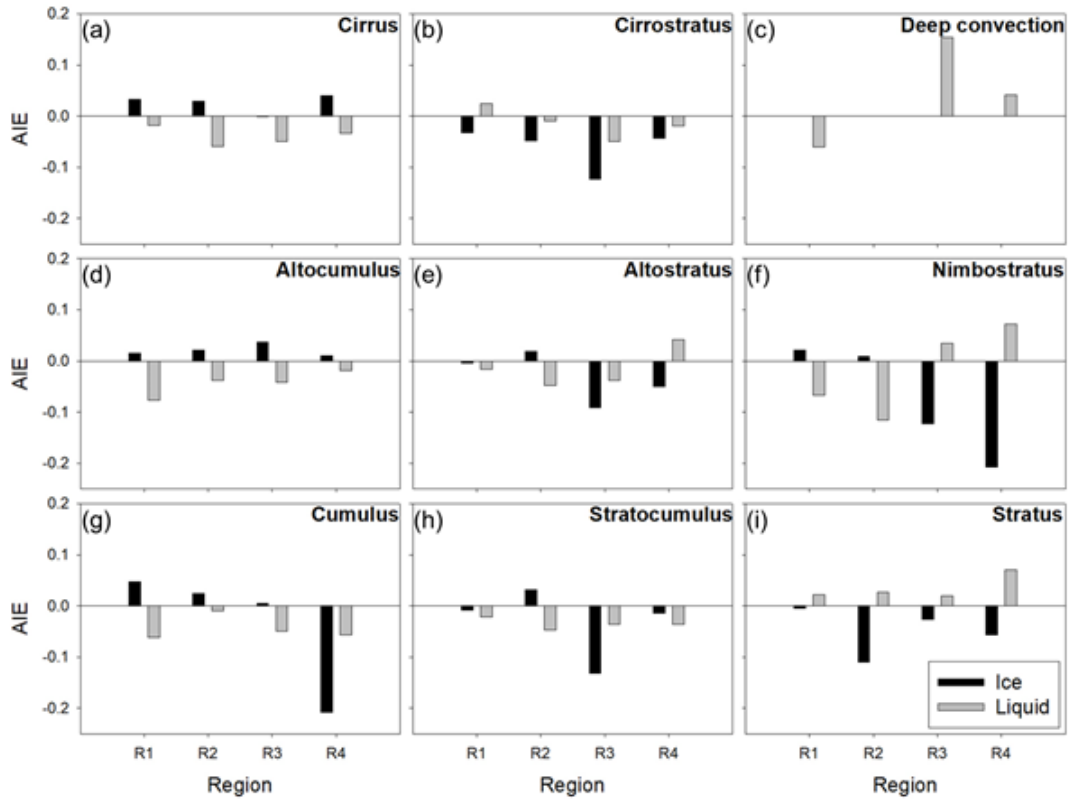 (a) Cirrus
(b) Cirrostratus
(c) Deep convection
0.2
0.1
0.0
-0.1
-0.2
AIE
(d) Altocumulus
(e) Altostratus
(f) Nimbostratus
0.2
0.1
0.0
-0.1
-0.2
AIE
(g) Cumulus
(h) Stratocumulus
(i) Stratus
0.2
0.1
0.0
-0.1
-0.2
AIE
Ice
Liquid
R1 R2 R3 R4
R1 R2 R3 R4
R1 R2 R3 R4
Region
Region
Region